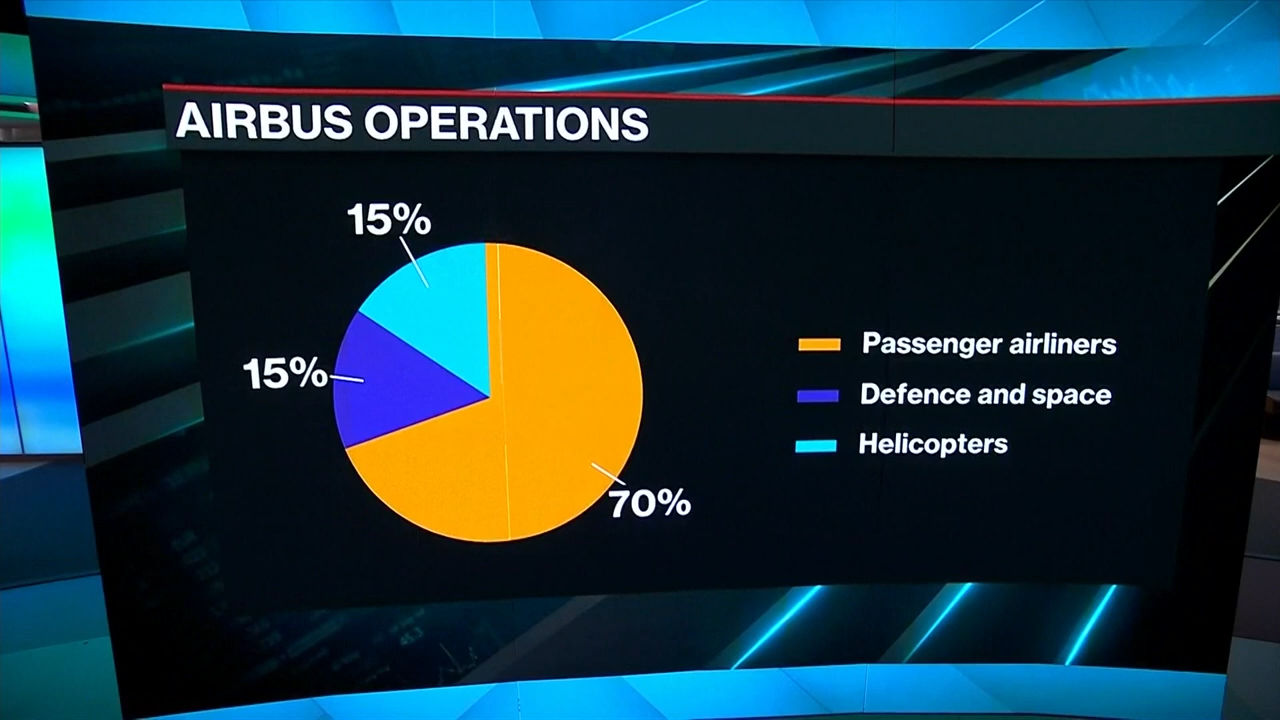 AIRBUS OPERATIONS
15%
15%
70%
Passenger airliners
Defence and space
Helicopters